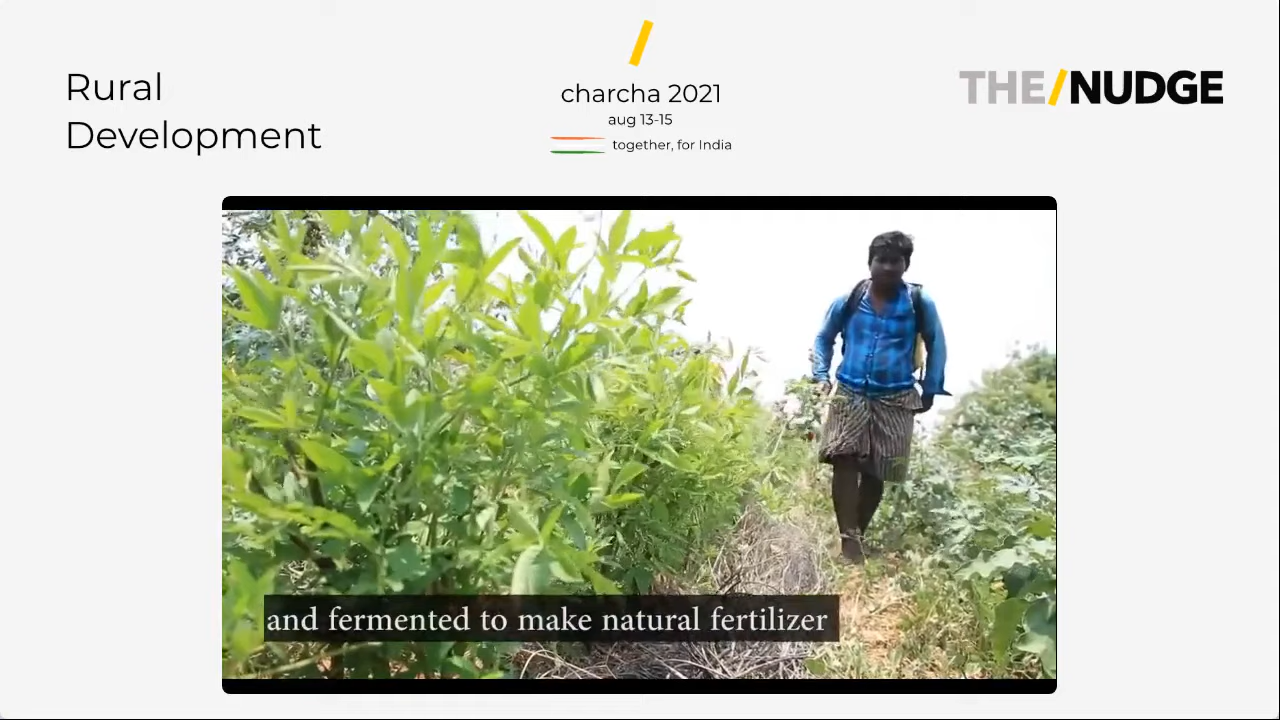 Rural
Development
charcha 2021
aug 13-15
together, for India
THE/NUDGE
and fermented to make natural fertilizer